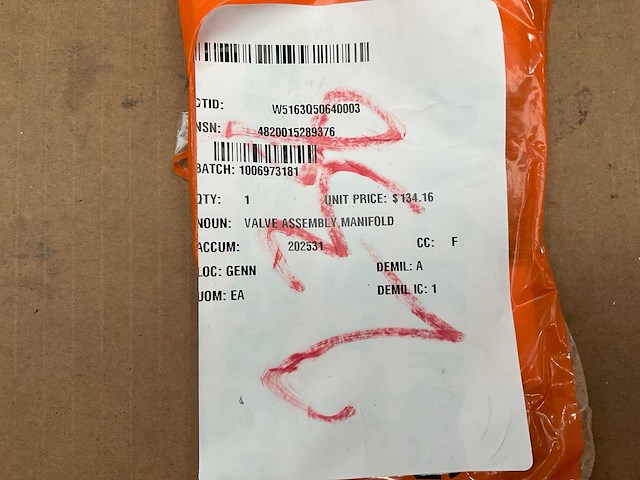 CTID: W5163Q50640003
NSN: 4820015289376
BATCH: 1006973181
QTY: 1 UNIT PRICE: $134.16
NOUN: VALVE ASSEMBLY,MANIFOLD
ACCUM: 202531 CC: F
LOC: GENN DEMIL: A
UOM: EA DEMIL IC: 1